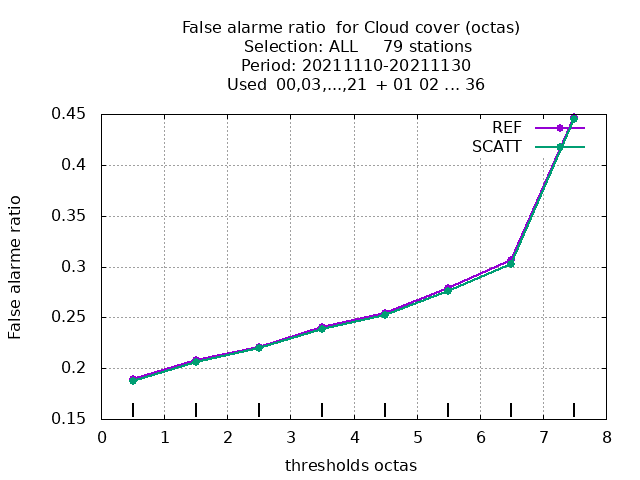 False alarme ratio  for Cloud cover (octas)
Selection: ALL     79 stations
Period: 20211110-20211130
Used  00,03,...,21  + 01 02 ... 36
REF
SCATT
False alarme ratio
0.45
0.4
0.35
0.3
0.25
0.2
0.15
0 1 2 3 4 5 6 7 8
thresholds octas